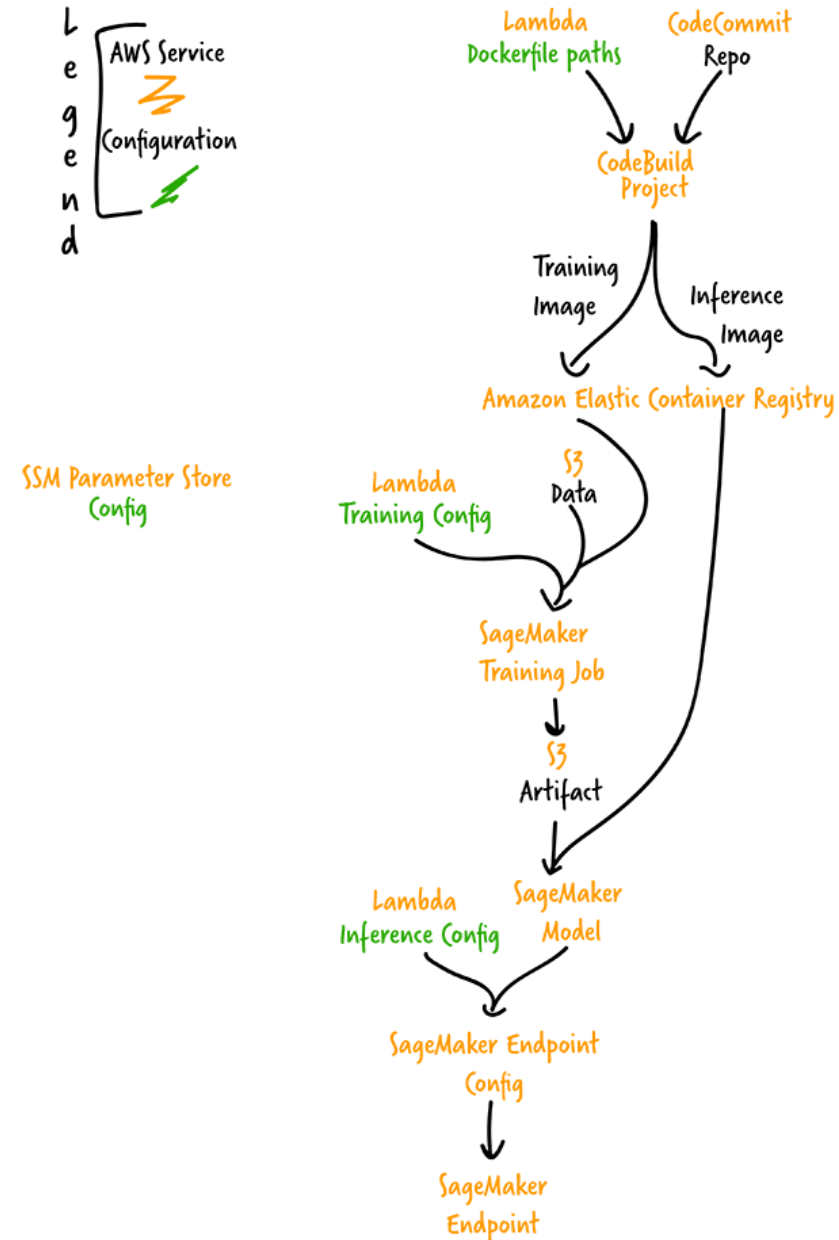 Legend
AWS Service
Configuration
Lambda
Dockerfile paths
CodeCommit
Repo
CodeBuild
Project
Training
Image
Inference
Image
Amazon Elastic Container Registry
SSM Parameter Store
Config
Lambda
Training Config
S3
Data
SageMaker
Training Job
S3
Artifact
Lambda
Inference Config
SageMaker
Model
SageMaker Endpoint
Config
SageMaker
Endpoint